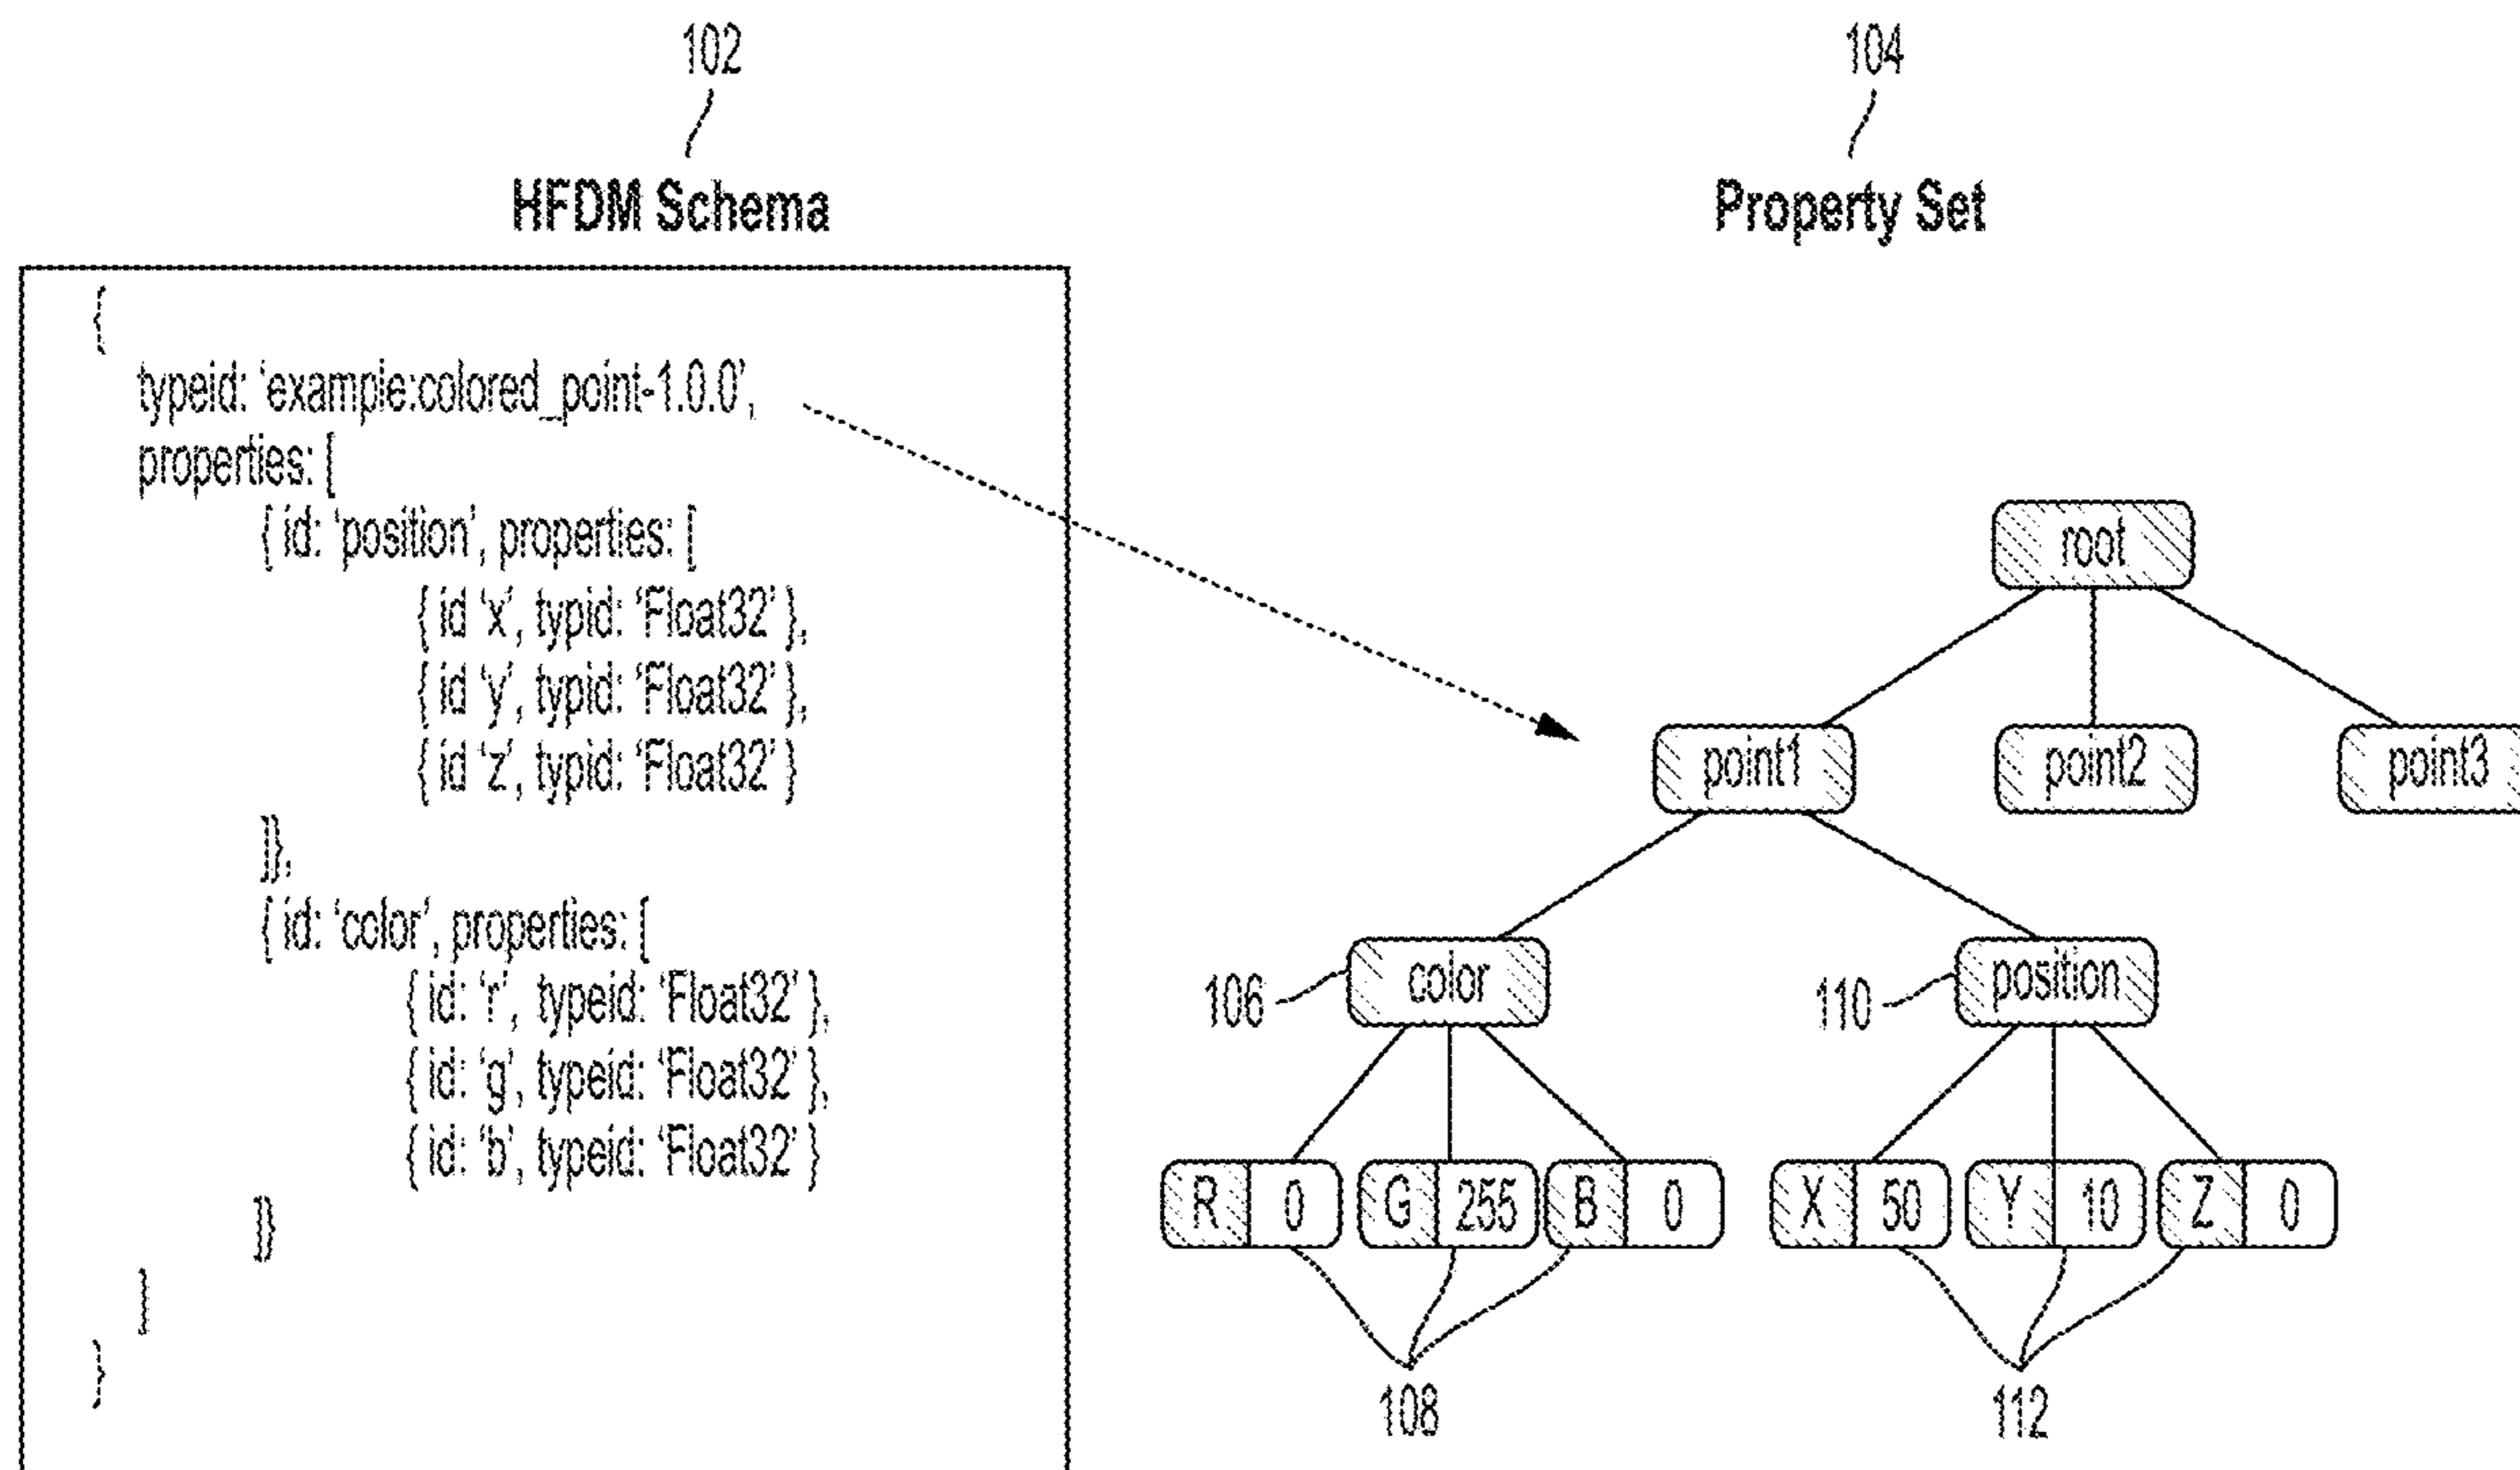 102
HFDM Schema
{
typeid: 'example:colored_point-1.0.0',
properties: [
{ id: 'position', properties: [
{ id 'x', typid: 'Float32' },
{ id 'y', typid: 'Float32' },
{ id 'z', typid: 'Float32' }
]},
{ id: 'color', properties: [
{ id: 'r', typeid: 'Float32' },
{ id: 'g', typeid: 'Float32' },
{ id: 'b', typeid: 'Float32' }
]}
]
}
104
Property Set
root
point1 point2 point3
106 color 110 position
R 0 G 255 B 0 X 50 Y 10 Z 0
108 112